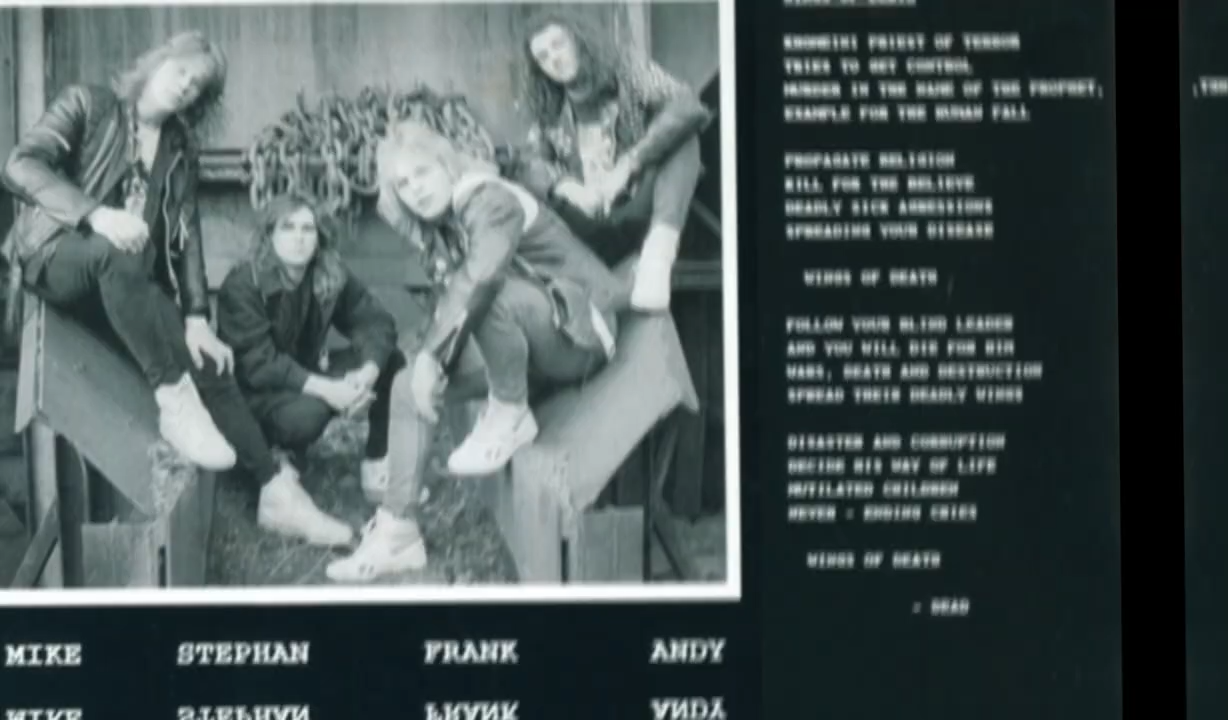 KHOMEINI PRIEST OF TERROR
TRIES TO GET CONTROL
MURDER IN THE NAME OF THE PROPHET,
EXAMPLE FOR THE HUMAN FALL
PROPAGATE RELIGION
KILL FOR THE BELIEVE
DEADLY SICK AGRESSIONS
SPREADING YOUR DISEASE
WINGS OF DEATH
FOLLOW YOUR BLIND LEADER
AND YOU WILL DIE FOR HIM
WARS, DEATH AND DESTRUCTION
SPREAD THEIR DEADLY WINGS
DISASTER AND CORRUPTION
DECIDE HIS WAY OF LIFE
MUTILATED CHILDREN
NEVER - ENDING CRIES
WINGS OF DEATH
- DEAD
MIKE STEPHAN FRANK ANDY